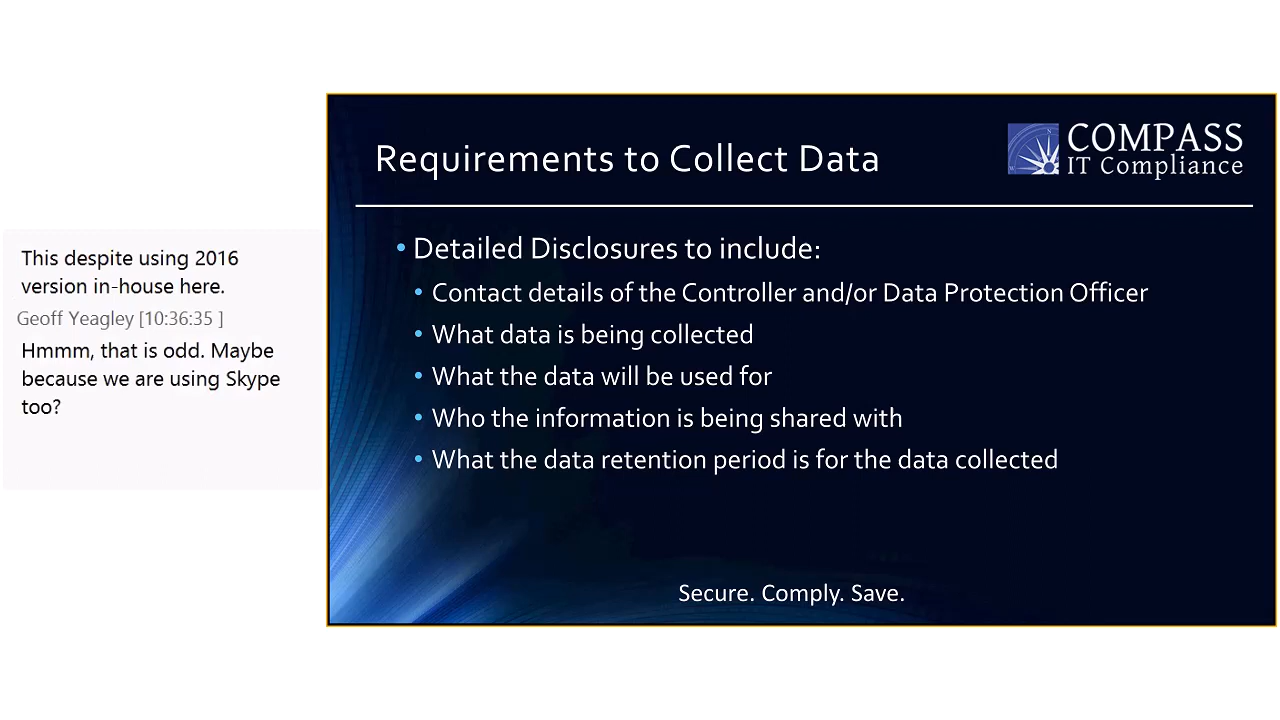 This despite using 2016
version in-house here.
Geoff Yeagley [10:36:35 ]
Hmmm, that is odd. Maybe
because we are using Skype
too?
Requirements to Collect Data
COMPASS
IT Compliance
• Detailed Disclosures to include:
• Contact details of the Controller and/or Data Protection Officer
• What data is being collected
• What the data will be used for
• Who the information is being shared with
• What the data retention period is for the data collected
Secure. Comply. Save.